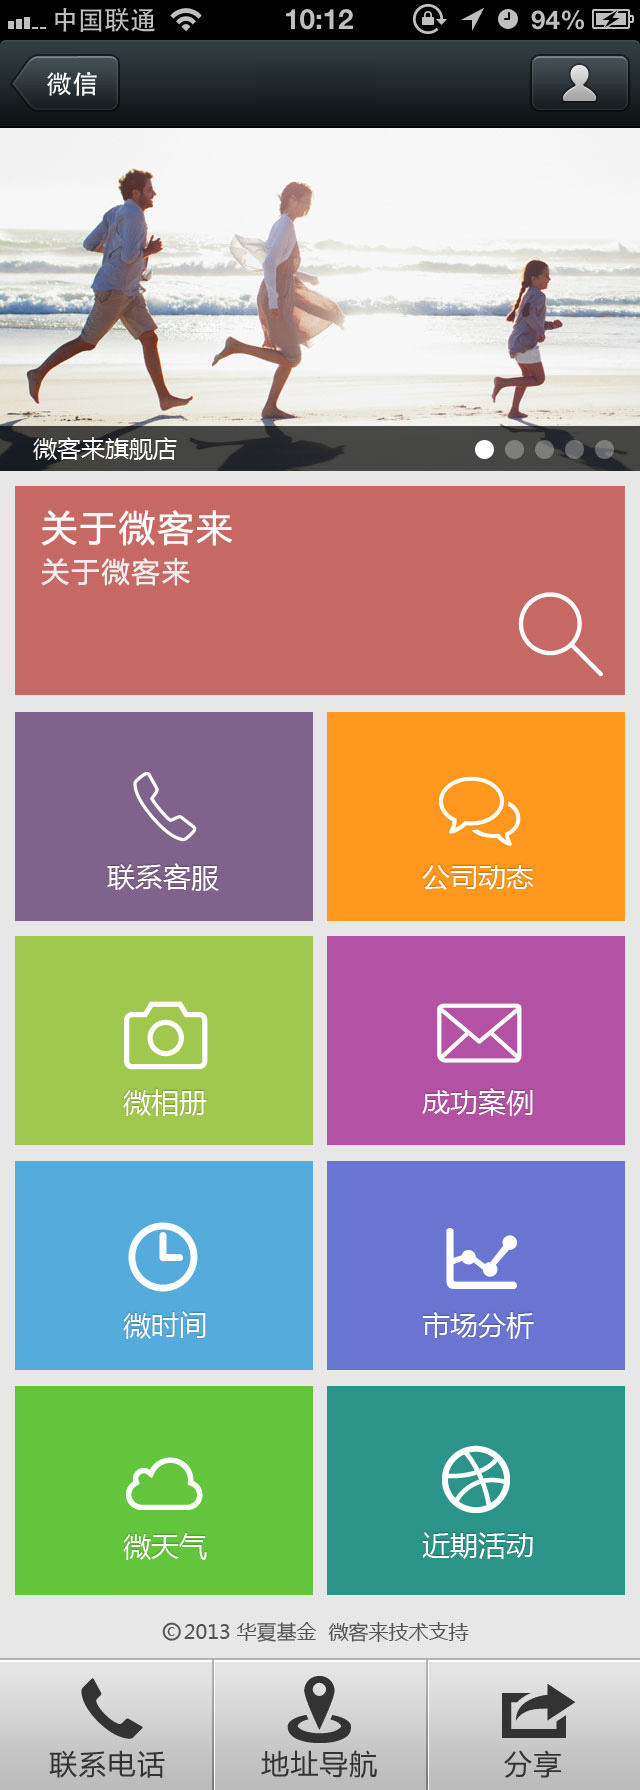 中国联通 10:12 94%
微信
微客来旗舰店
关于微客来
关于微客来
联系客服
公司动态
微相册
成功案例
微时间
市场分析
微天气
近期活动
©2013 华夏基金 微客来技术支持
联系电话
地址导航
分享